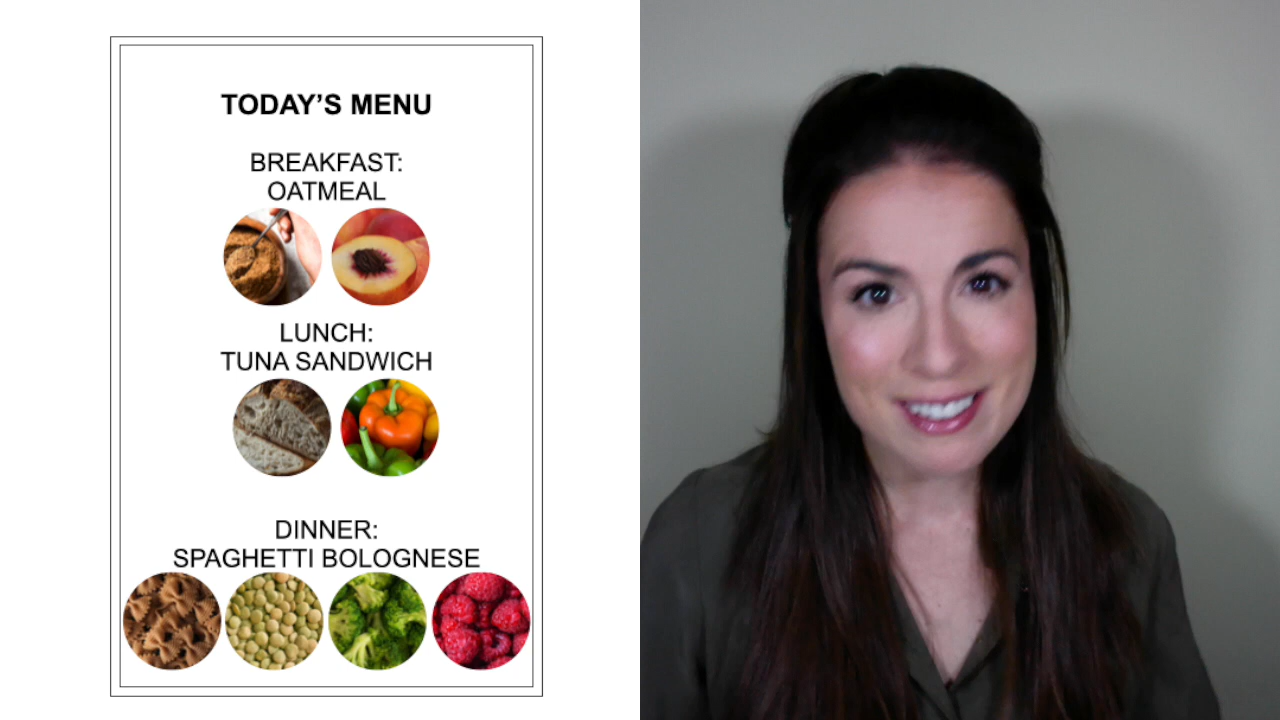 TODAY’S MENU
BREAKFAST:
OATMEAL
LUNCH:
TUNA SANDWICH
DINNER:
SPAGHETTI BOLOGNESE